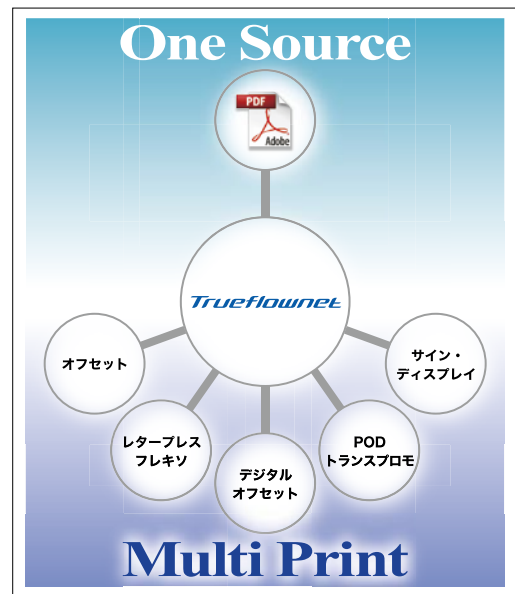 One Source
PDF
Adobe
Trueflownet
オフセット
サイン・
ディスプレイ
レタープレス
フレキソ
POD
トランスプロモ
デジタル
オフセット
Multi Print